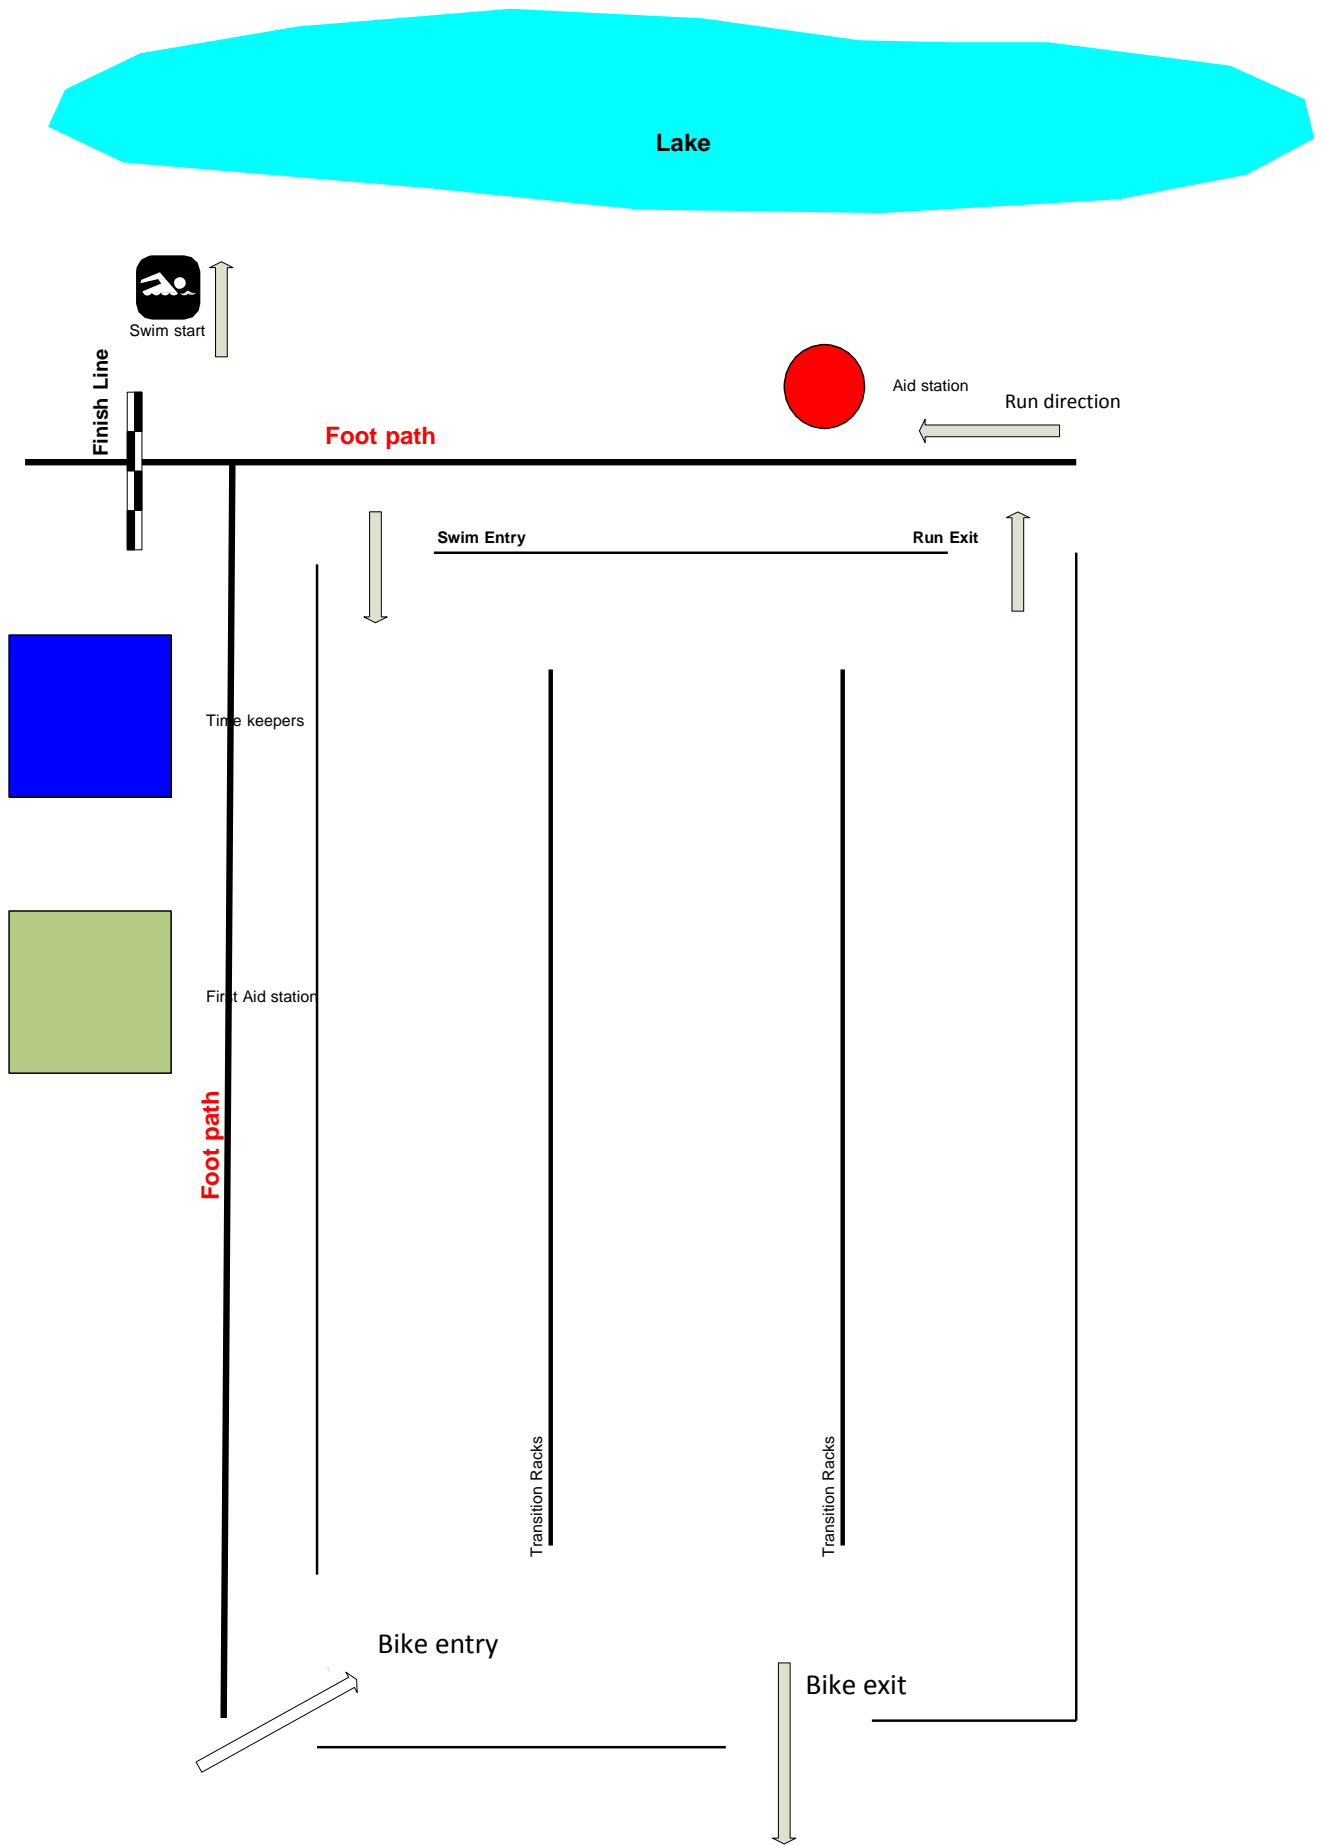 Lake
Swim start
Finish Line
Aid station
Run direction
Foot path
Swim Entry
Run Exit
Time keepers
First Aid station
Foot path
Transition Racks
Transition Racks
Bike entry
Bike exit